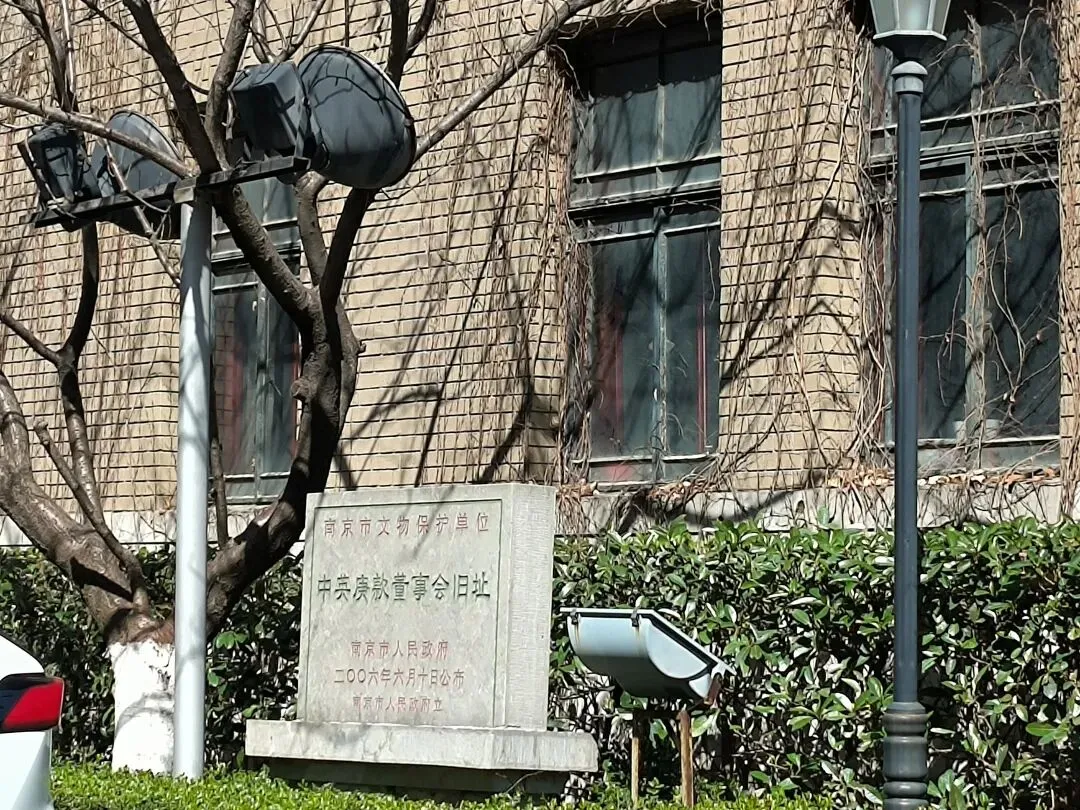 南京市文物保护单位
中英庚款董事会旧址
南京市人民政府
二〇〇六年六月十日公布
南京市人民政府立